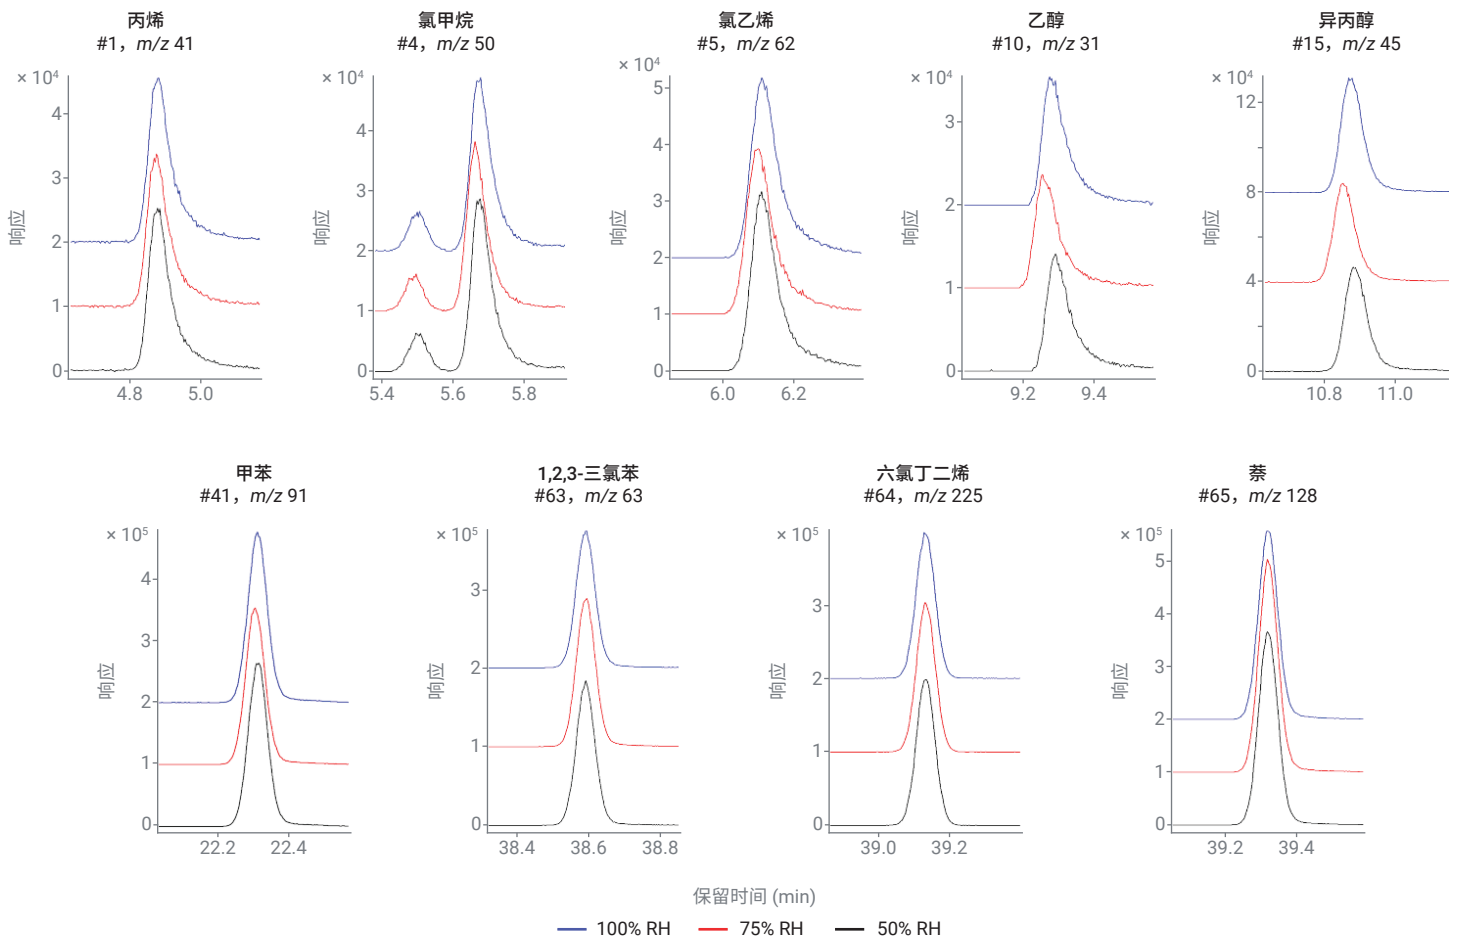 丙烯
#1，m/z 41
× 10⁴
4
3
2
1
0
响应
4.8 5.0
氯甲烷
#4，m/z 50
× 10⁴
4
3
2
1
0
响应
5.4 5.6 5.8
氯乙烯
#5，m/z 62
× 10⁴
5
4
3
2
1
0
响应
6.0 6.2
乙醇
#10，m/z 31
× 10⁴
3
2
1
0
响应
9.2 9.4
异丙醇
#15，m/z 45
× 10⁴
12
8
4
0
响应
10.8 11.0
甲苯
#41，m/z 91
× 10⁵
4
3
2
1
0
响应
22.2 22.4
1,2,3-三氯苯
#63，m/z 63
× 10⁵
3
2
1
0
响应
38.4 38.6 38.8
六氯丁二烯
#64，m/z 225
× 10⁵
3
2
1
0
响应
39.0 39.2
萘
#65，m/z 128
× 10⁵
5
4
3
2
1
0
响应
39.2 39.4
保留时间 (min)
100% RH 75% RH 50% RH